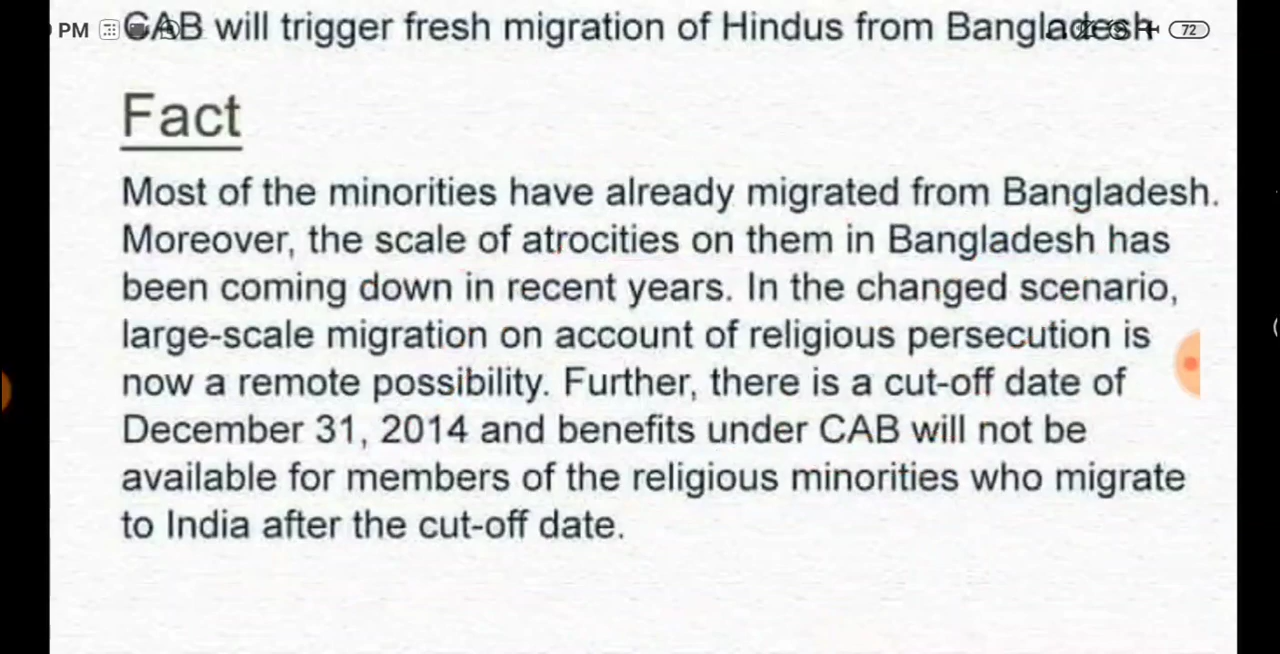 PM
72
CAB will trigger fresh migration of Hindus from Bangladesh
Fact
Most of the minorities have already migrated from Bangladesh.
Moreover, the scale of atrocities on them in Bangladesh has
been coming down in recent years. In the changed scenario,
large-scale migration on account of religious persecution is
now a remote possibility. Further, there is a cut-off date of
December 31, 2014 and benefits under CAB will not be
available for members of the religious minorities who migrate
to India after the cut-off date.